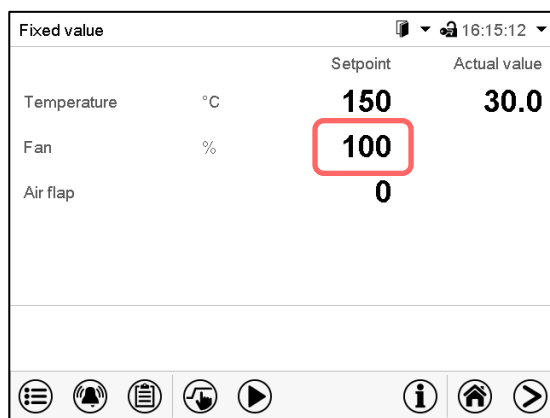 Fixed value 16:15:12
Setpoint Actual value
Temperature °C 150 30.0
Fan % 100
Air flap 0